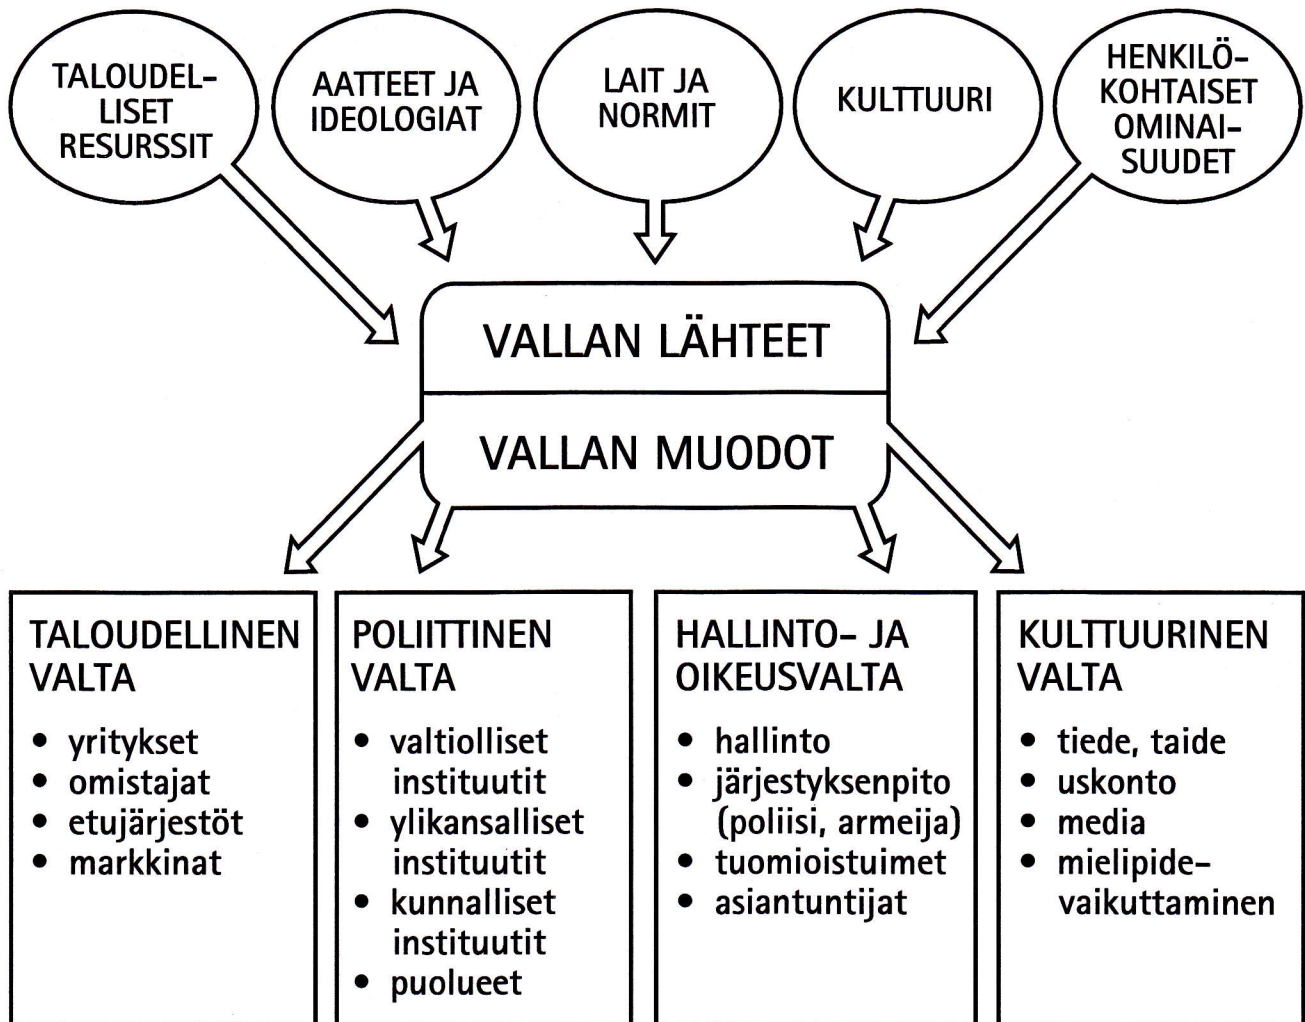 TALOUDEL-
LISET
RESURSSIT
AATTEET JA
IDEOLOGIAT
LAIT JA
NORMIT
KULTTUURI
HENKILÖ-
KOHTAISET
OMINAI-
SUUDET
VALLAN LÄHTEET
VALLAN MUODOT
TALOUDELLINEN
VALTA
• yritykset
• omistajat
• etujärjestöt
• markkinat
POLIITTINEN
VALTA
• valtiolliset
instituutit
• ylikansalliset
instituutit
• kunnalliset
instituutit
• puolueet
HALLINTO- JA
OIKEUSVALTA
• hallinto
• järjestyksenpito
(poliisi, armeija)
• tuomioistuimet
• asiantuntijat
KULTTUURINEN
VALTA
• tiede, taide
• uskonto
• media
• mielipide-
vaikuttaminen